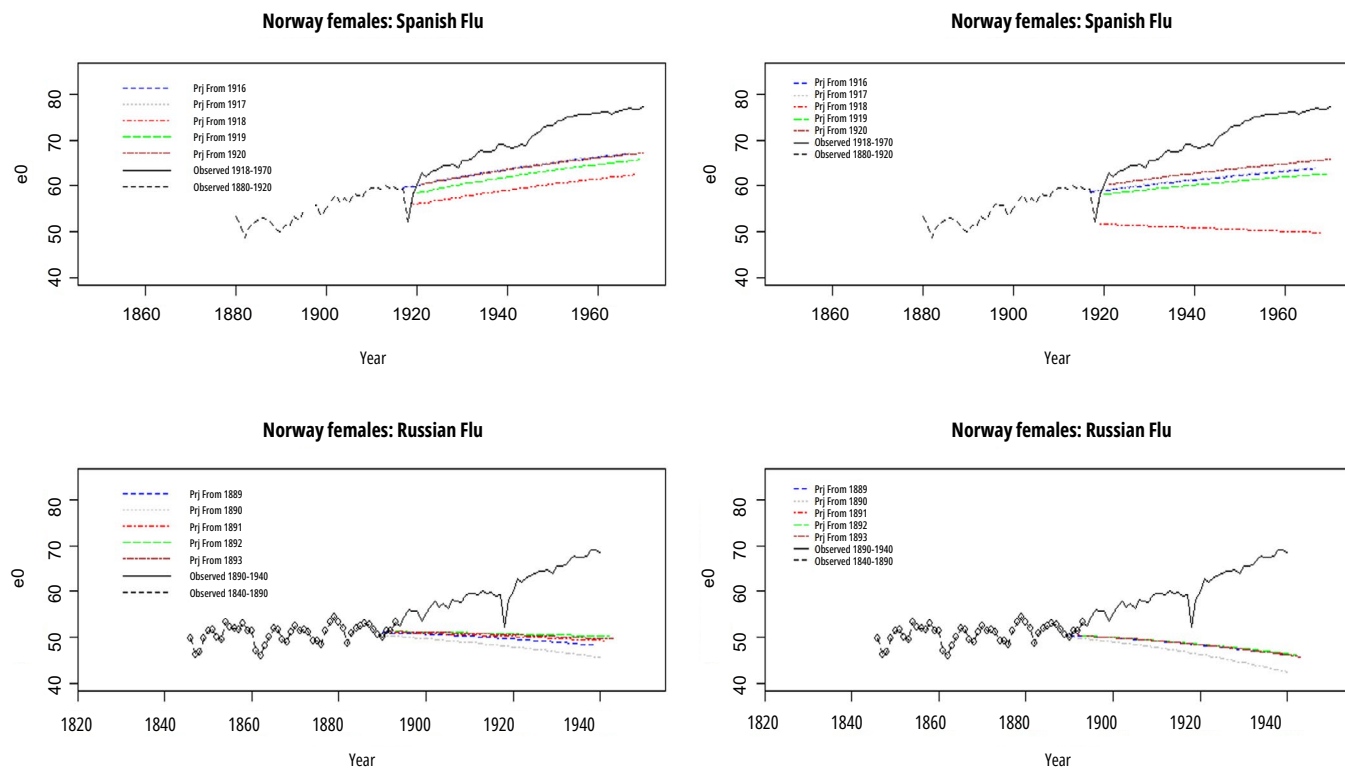 Norway females: Spanish Flu
e0
80
70
60
50
40
Prj From 1916
Prj From 1917
Prj From 1918
Prj From 1919
Prj From 1920
Observed 1918-1970
Observed 1880-1920
1860 1880 1900 1920 1940 1960
Year
Norway females: Spanish Flu
e0
80
70
60
50
40
Prj From 1916
Prj From 1917
Prj From 1918
Prj From 1919
Prj From 1920
Observed 1918-1970
Observed 1880-1920
1860 1880 1900 1920 1940 1960
Year
Norway females: Russian Flu
e0
80
70
60
50
40
Prj From 1889
Prj From 1890
Prj From 1891
Prj From 1892
Prj From 1893
Observed 1890-1940
Observed 1840-1890
1820 1840 1860 1880 1900 1920 1940
Year
Norway females: Russian Flu
e0
80
70
60
50
40
Prj From 1889
Prj From 1890
Prj From 1891
Prj From 1892
Prj From 1893
Observed 1890-1940
Observed 1840-1890
1820 1840 1860 1880 1900 1920 1940
Year